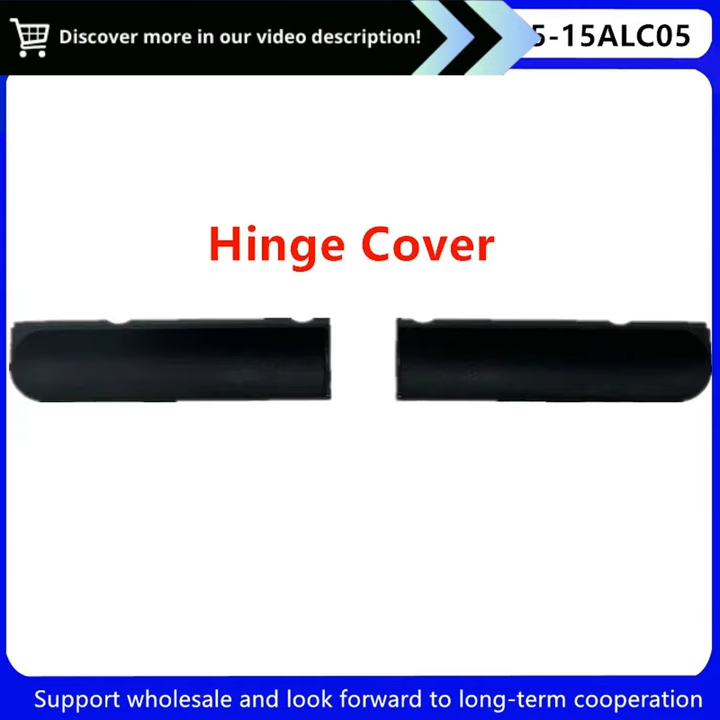 Discover more in our video description!
5-15ALC05
Hinge Cover
Support wholesale and look forward to long-term cooperation